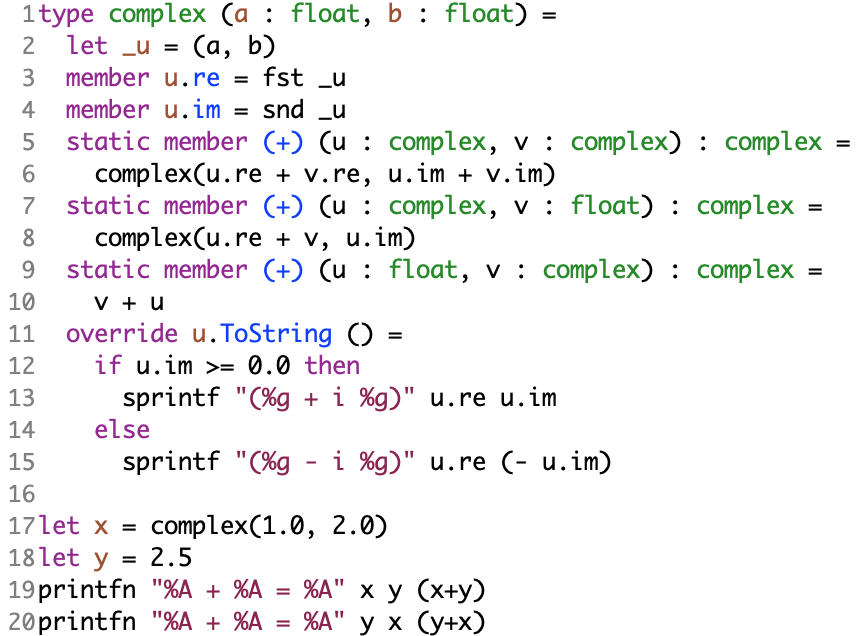 1type complex (a : float, b : float) =
2  let _u = (a, b)
3  member u.re = fst _u
4  member u.im = snd _u
5  static member (+) (u : complex, v : complex) : complex =
6    complex(u.re + v.re, u.im + v.im)
7  static member (+) (u : complex, v : float) : complex =
8    complex(u.re + v, u.im)
9  static member (+) (u : float, v : complex) : complex =
10    v + u
11  override u.ToString () =
12    if u.im >= 0.0 then
13      sprintf "(%g + i %g)" u.re u.im
14    else
15      sprintf "(%g - i %g)" u.re (- u.im)
16
17let x = complex(1.0, 2.0)
18let y = 2.5
19printfn "%A + %A = %A" x y (x+y)
20printfn "%A + %A = %A" y x (y+x)